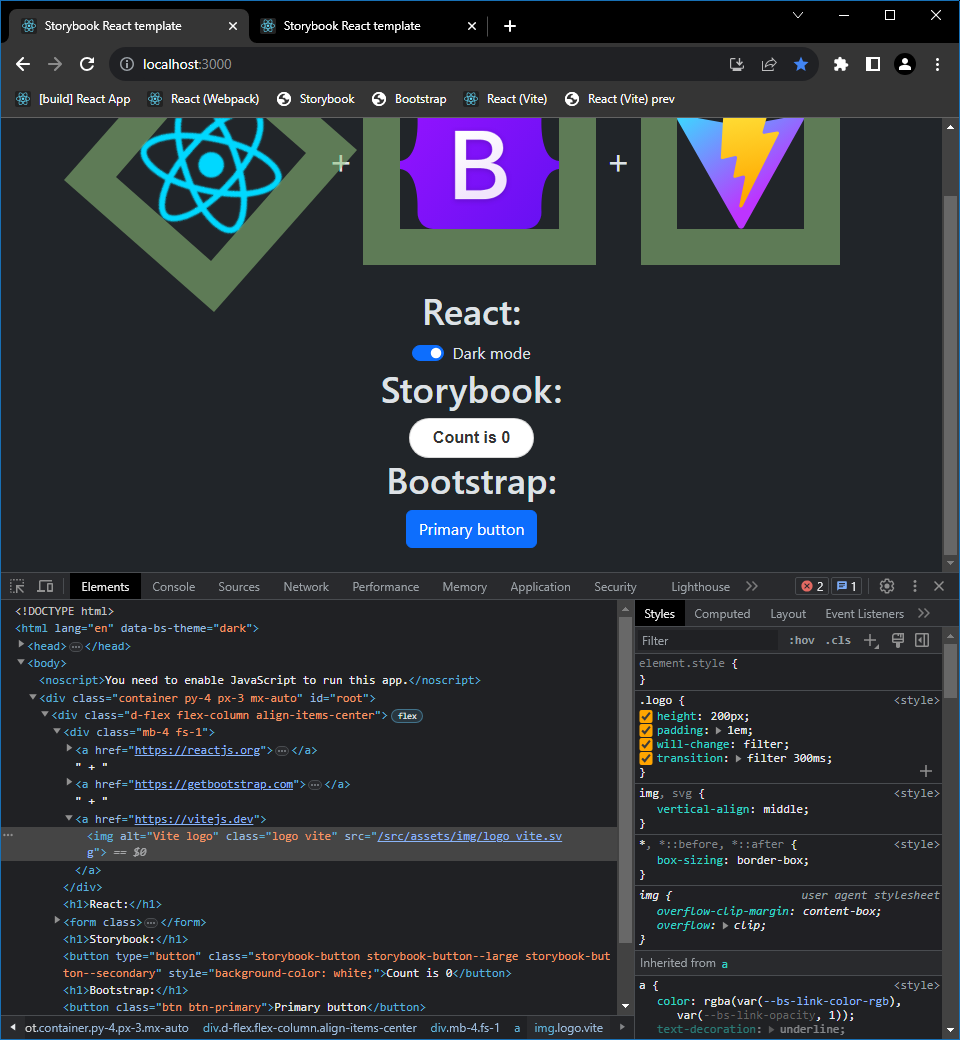 Storybook React template
Storybook React template
localhost:3000
[build] React App
React (Webpack)
Storybook
Bootstrap
React (Vite)
React (Vite) prev
+
B
+
React:
Dark mode
Storybook:
Count is 0
Bootstrap:
Primary button
Elements
Console
Sources
Network
Performance
Memory
Application
Security
Lighthouse
2
1
<!DOCTYPE html>
<html lang="en" data-bs-theme="dark">
<head>…</head>
<body>
<noscript>You need to enable JavaScript to run this app.</noscript>
<div class="container py-4 px-3 mx-auto" id="root">
<div class="d-flex flex-column align-items-center"> flex
<div class="mb-4 fs-1">
<a href="https://reactjs.org">…</a>
" + "
<a href="https://getbootstrap.com">…</a>
" + "
<a href="https://vitejs.dev">
<img alt="Vite logo" class="logo vite" src="/src/assets/img/logo_vite.sv
g"> == $0
</a>
</div>
<h1>React:</h1>
<form class>…</form>
<h1>Storybook:</h1>
<button type="button" class="storybook-button storybook-button--large storybook-but
ton--secondary" style="background-color: white;">Count is 0</button>
<h1>Bootstrap:</h1>
<button class="btn btn-primary">Primary button</button>
ot.container.py-4.px-3.mx-auto
div.d-flex.flex-column.align-items-center
div.mb-4.fs-1
a
img.logo.vite
Styles
Computed
Layout
Event Listeners
Filter
:hov
.cls
element.style {
}
.logo { <style>
height: 200px;
padding: 1em;
will-change: filter;
transition: filter 300ms;
}
img, svg { <style>
vertical-align: middle;
}
*, *::before, *::after { <style>
box-sizing: border-box;
}
img { user agent stylesheet
overflow-clip-margin: content-box;
overflow: clip;
}
Inherited from a
a { <style>
color: rgba(var(--bs-link-color-rgb),
var(--bs-link-opacity, 1));
text-decoration: underline;